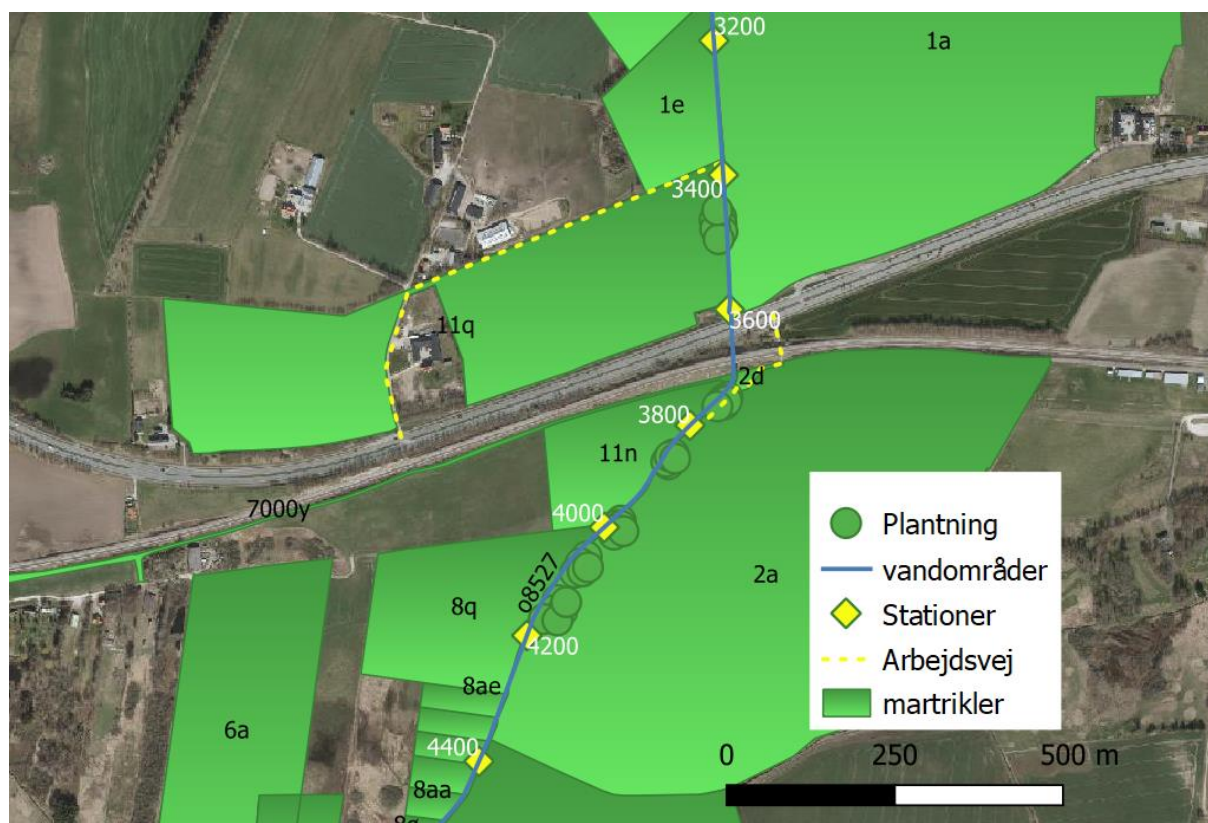 3200
1a
1e
3400
11q
3600
2d
3800
11n
4000
7000y
o8527
2a
8q
4200
8ae
6a
4400
8aa
Plantning
vandområder
Stationer
Arbejdsvej
martrikler
0 250 500 m